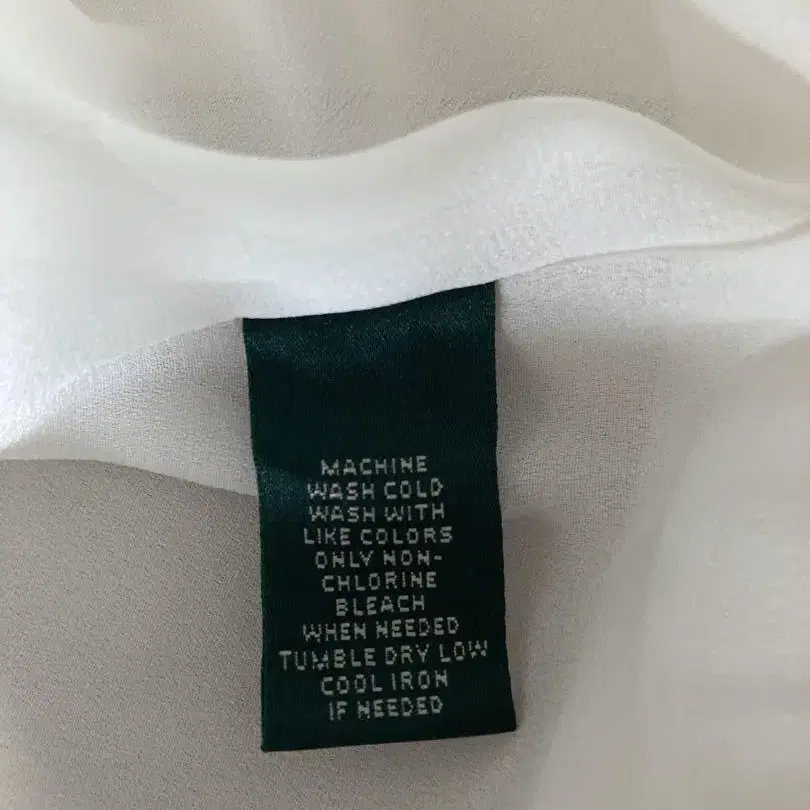 MACHINE
WASH COLD
WASH WITH
LIKE COLORS
ONLY NON-
CHLORINE
BLEACH
WHEN NEEDED
TUMBLE DRY LOW
COOL IRON
IF NEEDED